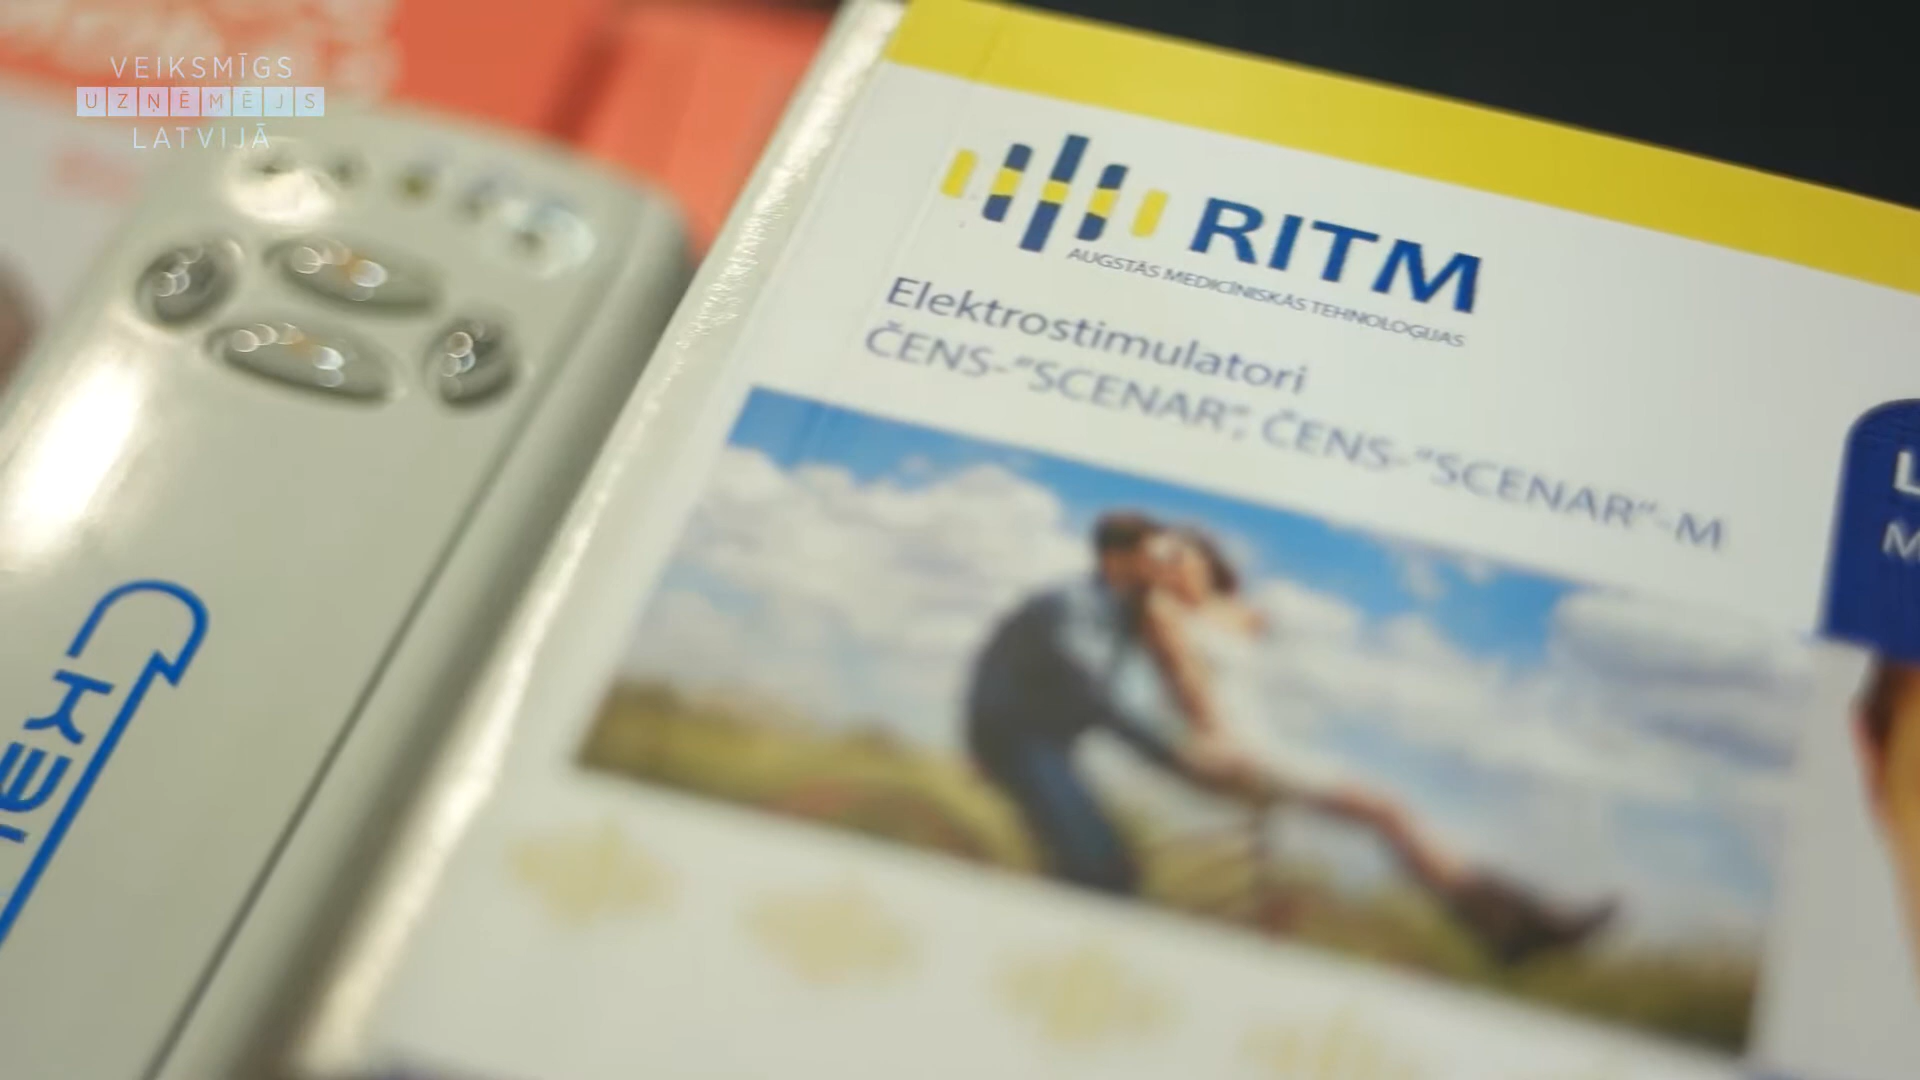 VEIKSMĪGS
UZŅĒMĒJS
LATVIJĀ
RITM
AUGSTĀS MEDICĪNISKĀS TEHNOLOĢIJAS
Elektrostimulatori
ČENS-"SCENAR", ČENS-"SCENAR"-M